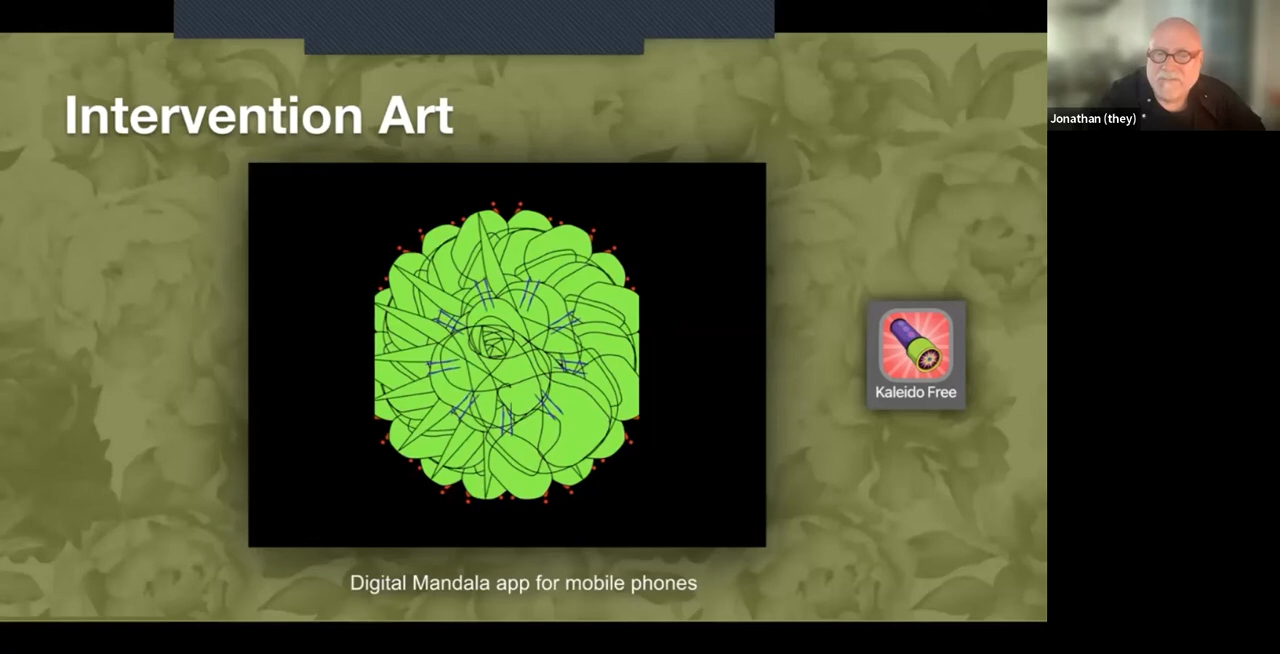 Intervention Art
Jonathan (they)
Kaleido Free
Digital Mandala app for mobile phones